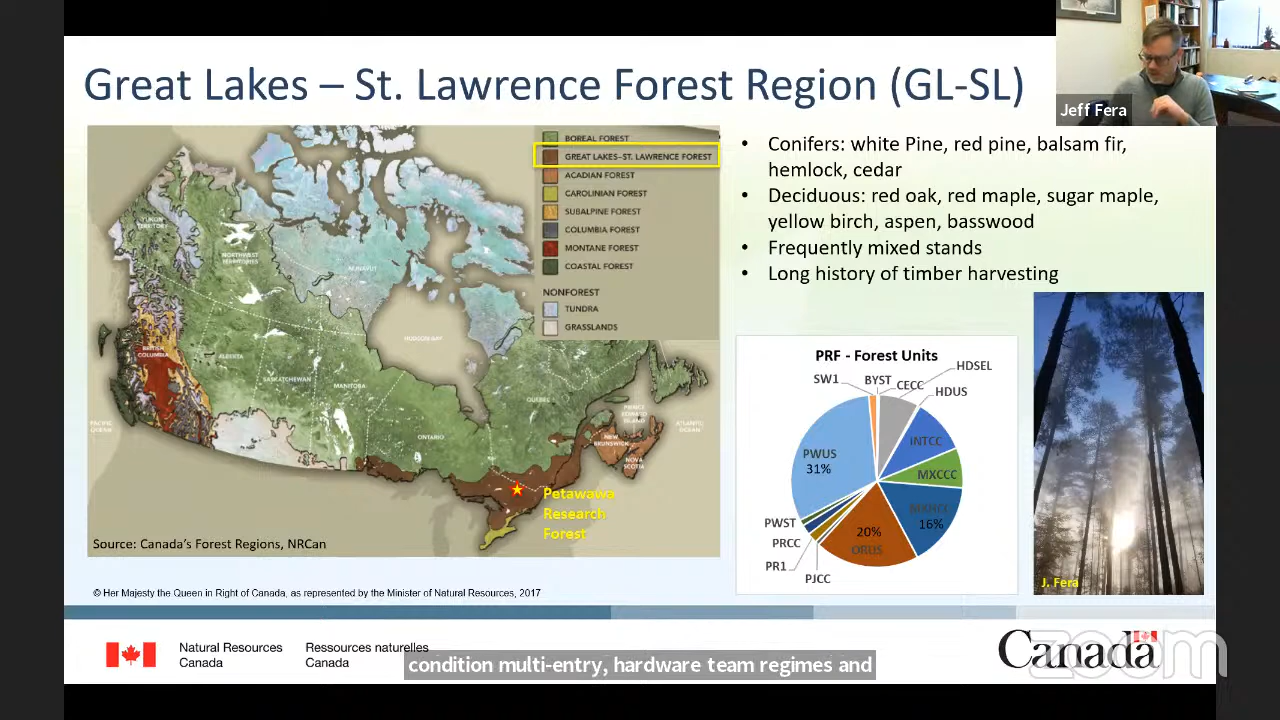 Great Lakes – St. Lawrence Forest Region (GL-SL)
Jeff Fera
BOREAL FOREST
GREAT LAKES–ST. LAWRENCE FOREST
ACADIAN FOREST
CAROLINIAN FOREST
SUBALPINE FOREST
COLUMBIA FOREST
MONTANE FOREST
COASTAL FOREST
NONFOREST
TUNDRA
GRASSLANDS
YUKON
TERRITORY
NORTHWEST
TERRITORIES
NUNAVUT
HUDSON BAY
BRITISH
COLUMBIA
ALBERTA
SASKATCHEWAN
MANITOBA
ONTARIO
QUEBEC
PACIFIC
OCEAN
PRINCE
EDWARD
ISLAND
NEW
BRUNSWICK
NOVA
SCOTIA
ATLANTIC
OCEAN
Petawawa
Research
Forest
Source: Canada's Forest Regions, NRCan
• Conifers: white Pine, red pine, balsam fir,
hemlock, cedar
• Deciduous: red oak, red maple, sugar maple,
yellow birch, aspen, basswood
• Frequently mixed stands
• Long history of timber harvesting
PRF - Forest Units
SW1
BYST
CECC
HDSEL
HDUS
INTCC
MXCCC
16%
20%
ORUS
PJCC
PR1
PRCC
PWST
PWUS
31%
J. Fera
© Her Majesty the Queen in Right of Canada, as represented by the Minister of Natural Resources, 2017
Natural Resources
Canada
Ressources naturelles
Canada
condition multi-entry, hardware team regimes and
Canada
zoom